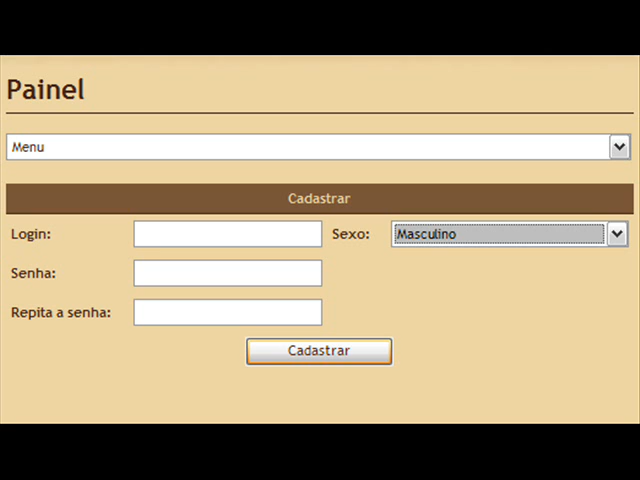 Painel
Menu
Cadastrar
Login:
Sexo:
Masculino
Senha:
Repita a senha:
Cadastrar